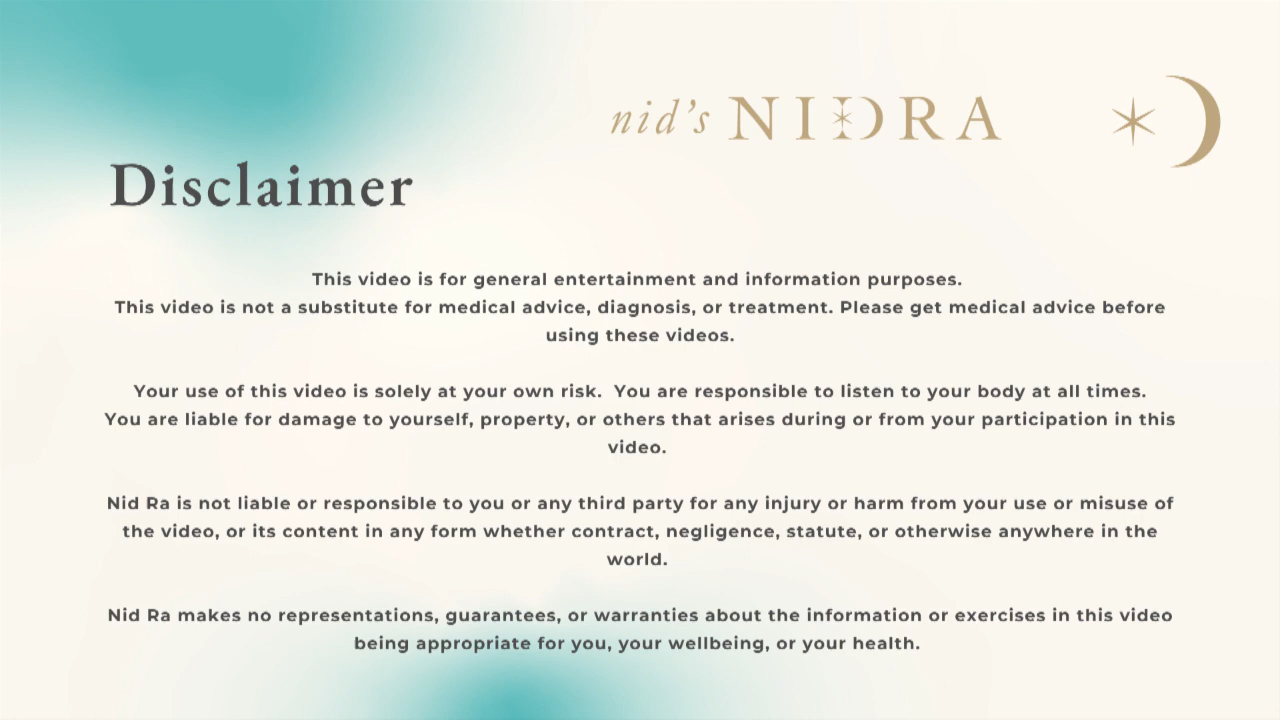 nid's NIDRA
Disclaimer
This video is for general entertainment and information purposes.
This video is not a substitute for medical advice, diagnosis, or treatment. Please get medical advice before
using these videos.
Your use of this video is solely at your own risk.  You are responsible to listen to your body at all times.
You are liable for damage to yourself, property, or others that arises during or from your participation in this
video.
Nid Ra is not liable or responsible to you or any third party for any injury or harm from your use or misuse of
the video, or its content in any form whether contract, negligence, statute, or otherwise anywhere in the
world.
Nid Ra makes no representations, guarantees, or warranties about the information or exercises in this video
being appropriate for you, your wellbeing, or your health.